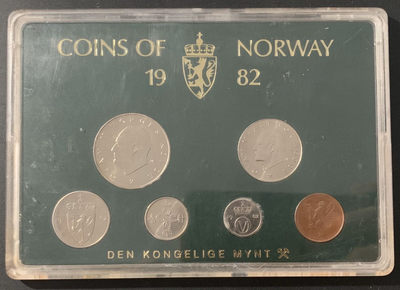 COINS OF NORWAY
19 82
DEN KONGELIGE MYNT